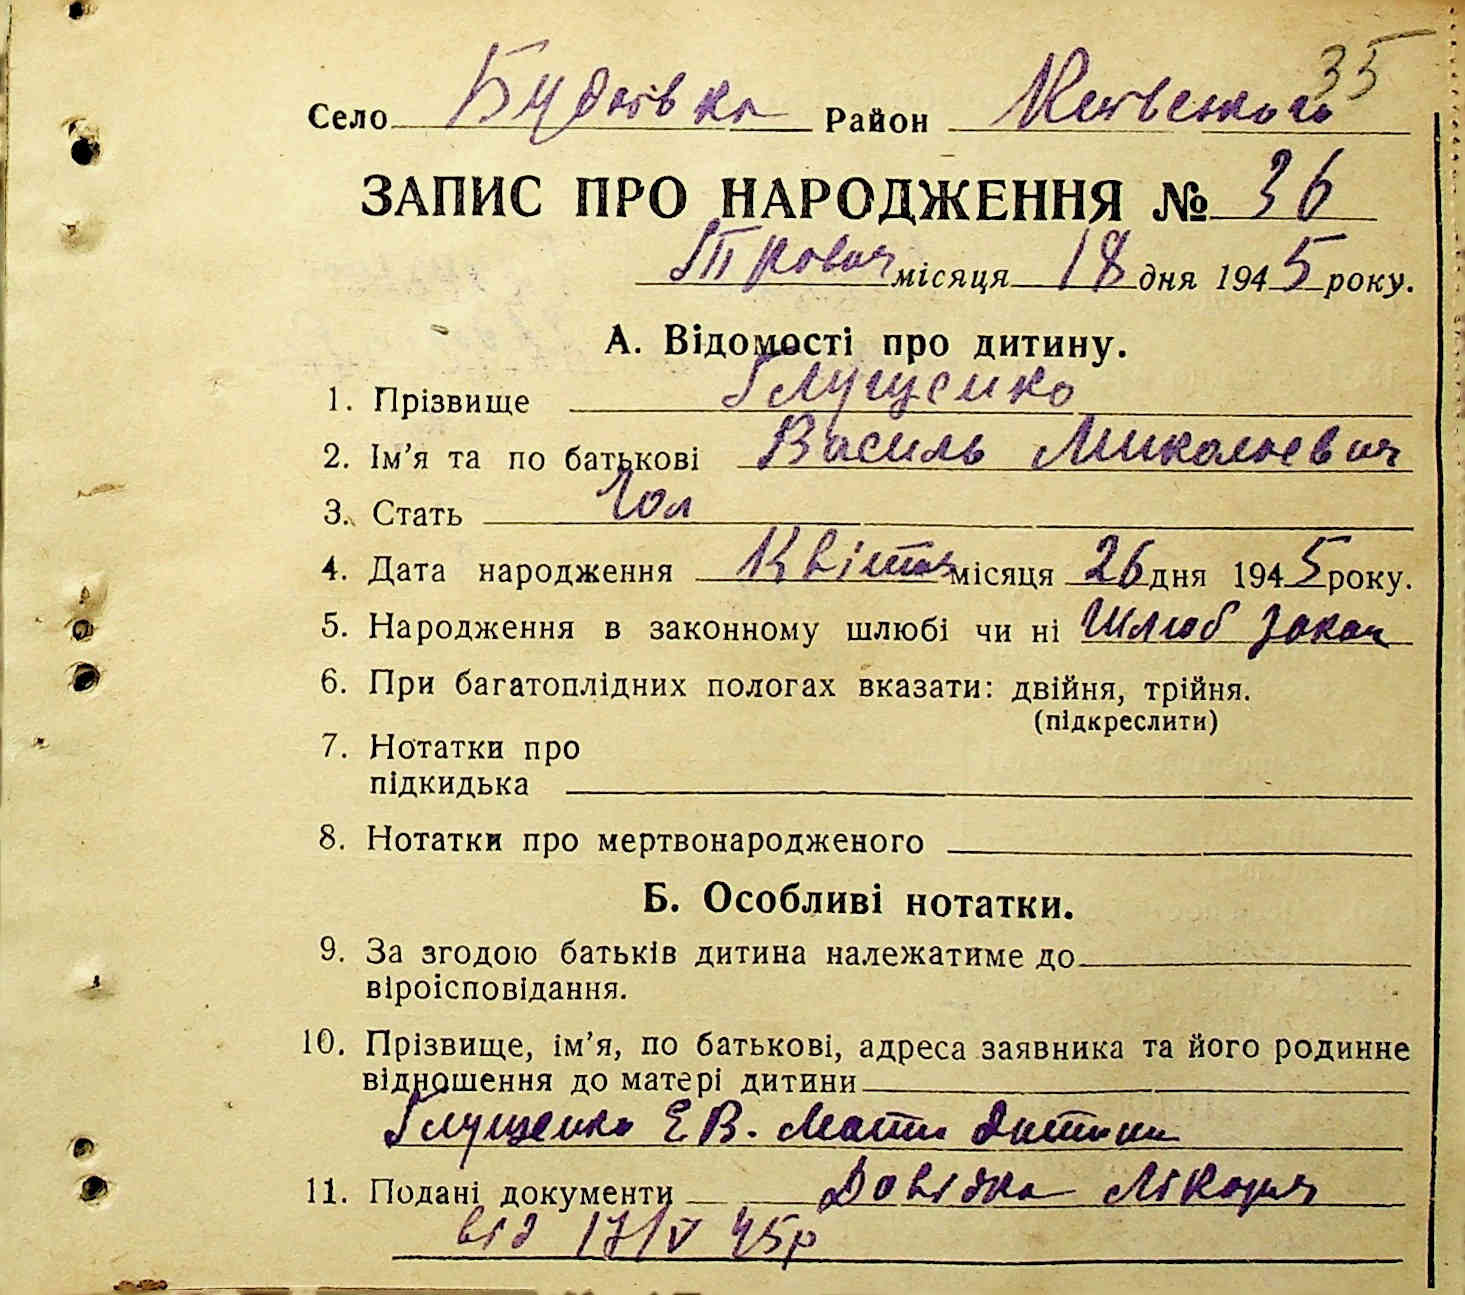 35
Село Будаївка Район Київського
ЗАПИС ПРО НАРОДЖЕННЯ № 36
Травня місяця 18 дня 1945 року.
А. Відомості про дитину.
1. Прізвище Глущенко
2. Ім'я та по батькові Василь Миколаєвич
3. Стать Чол
4. Дата народження Квітня місяця 26 дня 1945 року.
5. Народження в законному шлюбі чи ні Шлюб закон
6. При багатоплідних пологах вказати: двійня, трійня.
(підкреслити)
7. Нотатки про
підкидька
8. Нотатки про мертвонародженого
Б. Особливі нотатки.
9. За згодою батьків дитина належатиме до
віроісповідання.
10. Прізвище, ім'я, по батькові, адреса заявника та його родинне
відношення до матері дитини
Глущенко Е В. Мати дитини
11. Подані документи Довідка Лікаря
від 17/V 45р